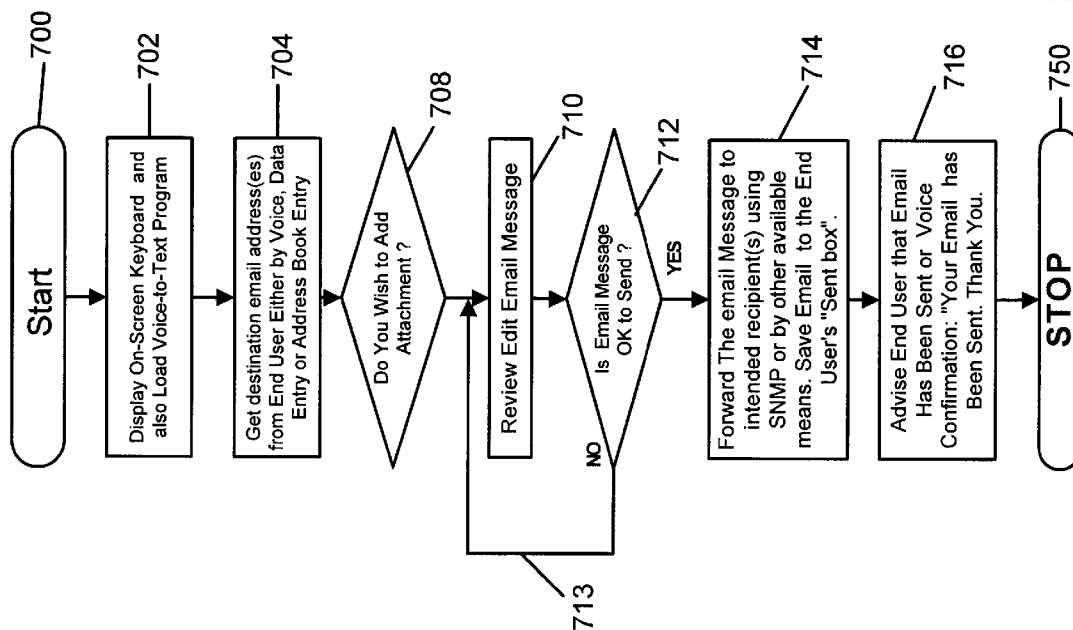 Start
700
Display On-Screen Keyboard and
also Load Voice-to-Text Program
702
Get destination email address(es)
from End User Either by Voice, Data
Entry or Address Book Entry
704
Do You Wish to Add
Attachment ?
708
Review Edit Email Message
710
Is Email Message
OK to Send ?
712
NO
YES
713
Forward The email Message to
intended recipient(s) using
SNMP or by other available
means. Save Email to the End
User's "Sent box".
714
Advise End User that Email
Has Been Sent or Voice
Confirmation: "Your Email has
Been Sent. Thank You.
716
STOP
750